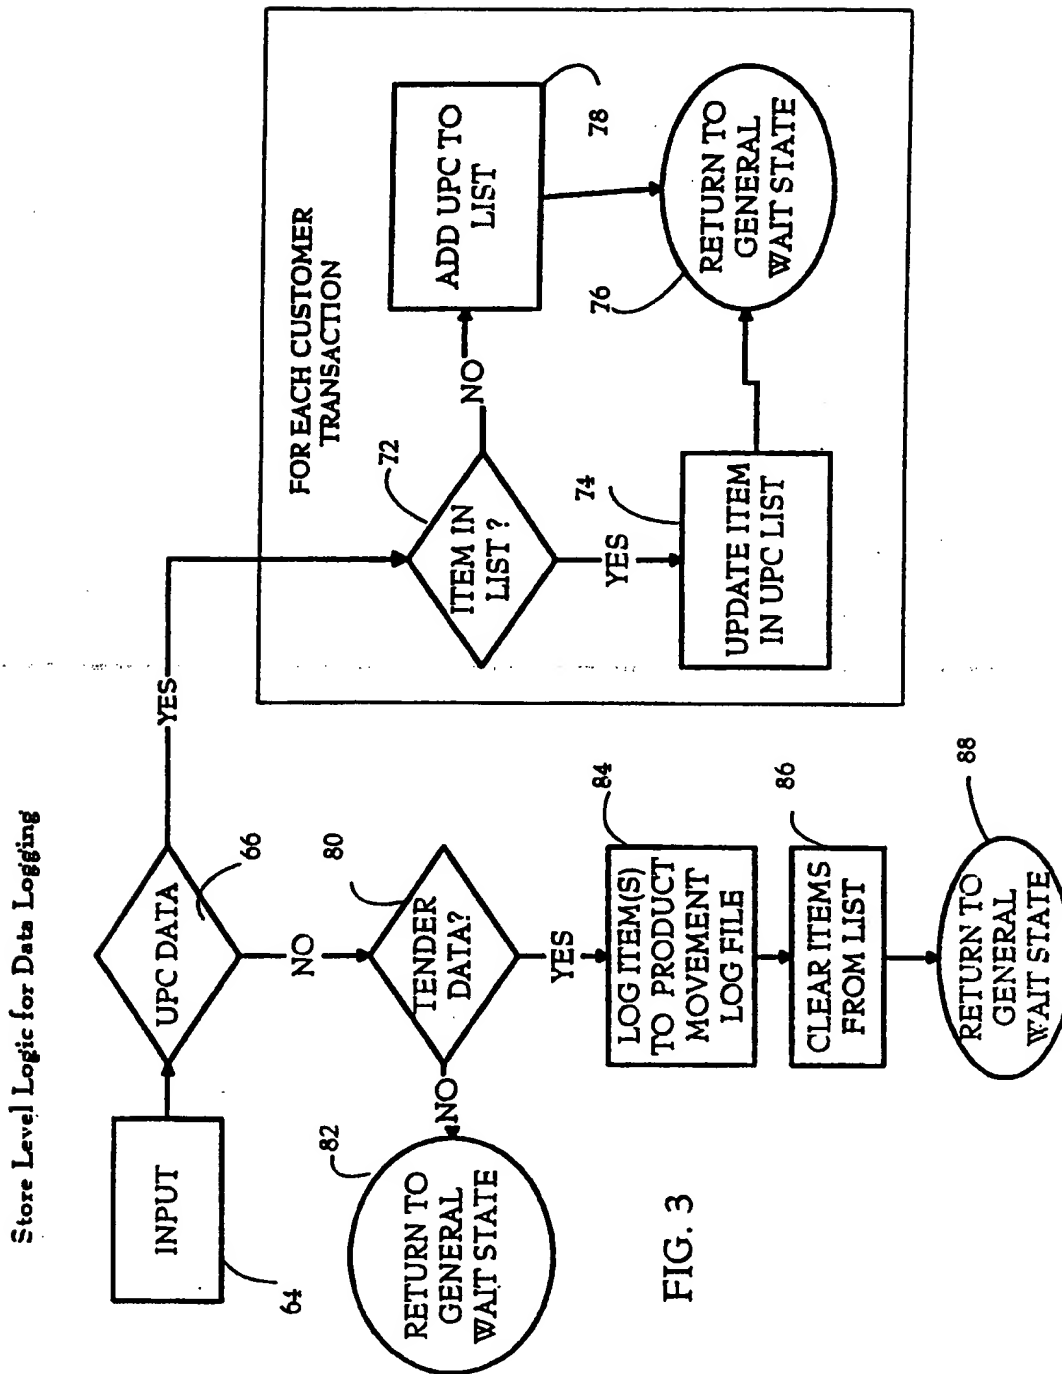 Store Level Logic for Data Logging
INPUT
64
UPC DATA
66
YES
NO
FOR EACH CUSTOMER
TRANSACTION
ITEM IN
LIST ?
72
NO
ADD UPC TO
LIST
78
YES
UPDATE ITEM
IN UPC LIST
74
RETURN TO
GENERAL
WAIT STATE
76
TENDER
DATA?
80
NO
RETURN TO
GENERAL
WAIT STATE
82
YES
LOG ITEM(S)
TO PRODUCT
MOVEMENT
LOG FILE
84
CLEAR ITEMS
FROM LIST
86
RETURN TO
GENERAL
WAIT STATE
88
FIG. 3